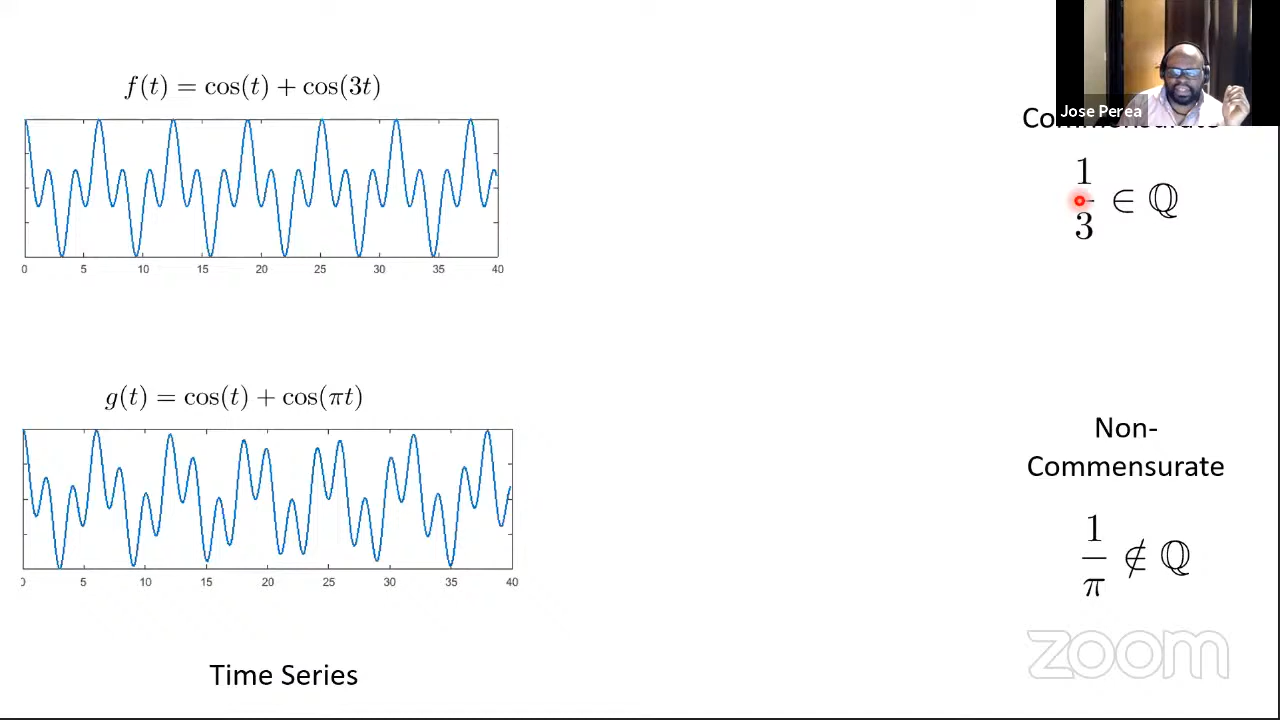 Jose Perea
f(t) = cos(t) + cos(3t)
0 5 10 15 20 25 30 35 40
1
3
∈ ℚ
g(t) = cos(t) + cos(πt)
0 5 10 15 20 25 30 35 40
Non-
Commensurate
1
π
∉ ℚ
Time Series
zoom